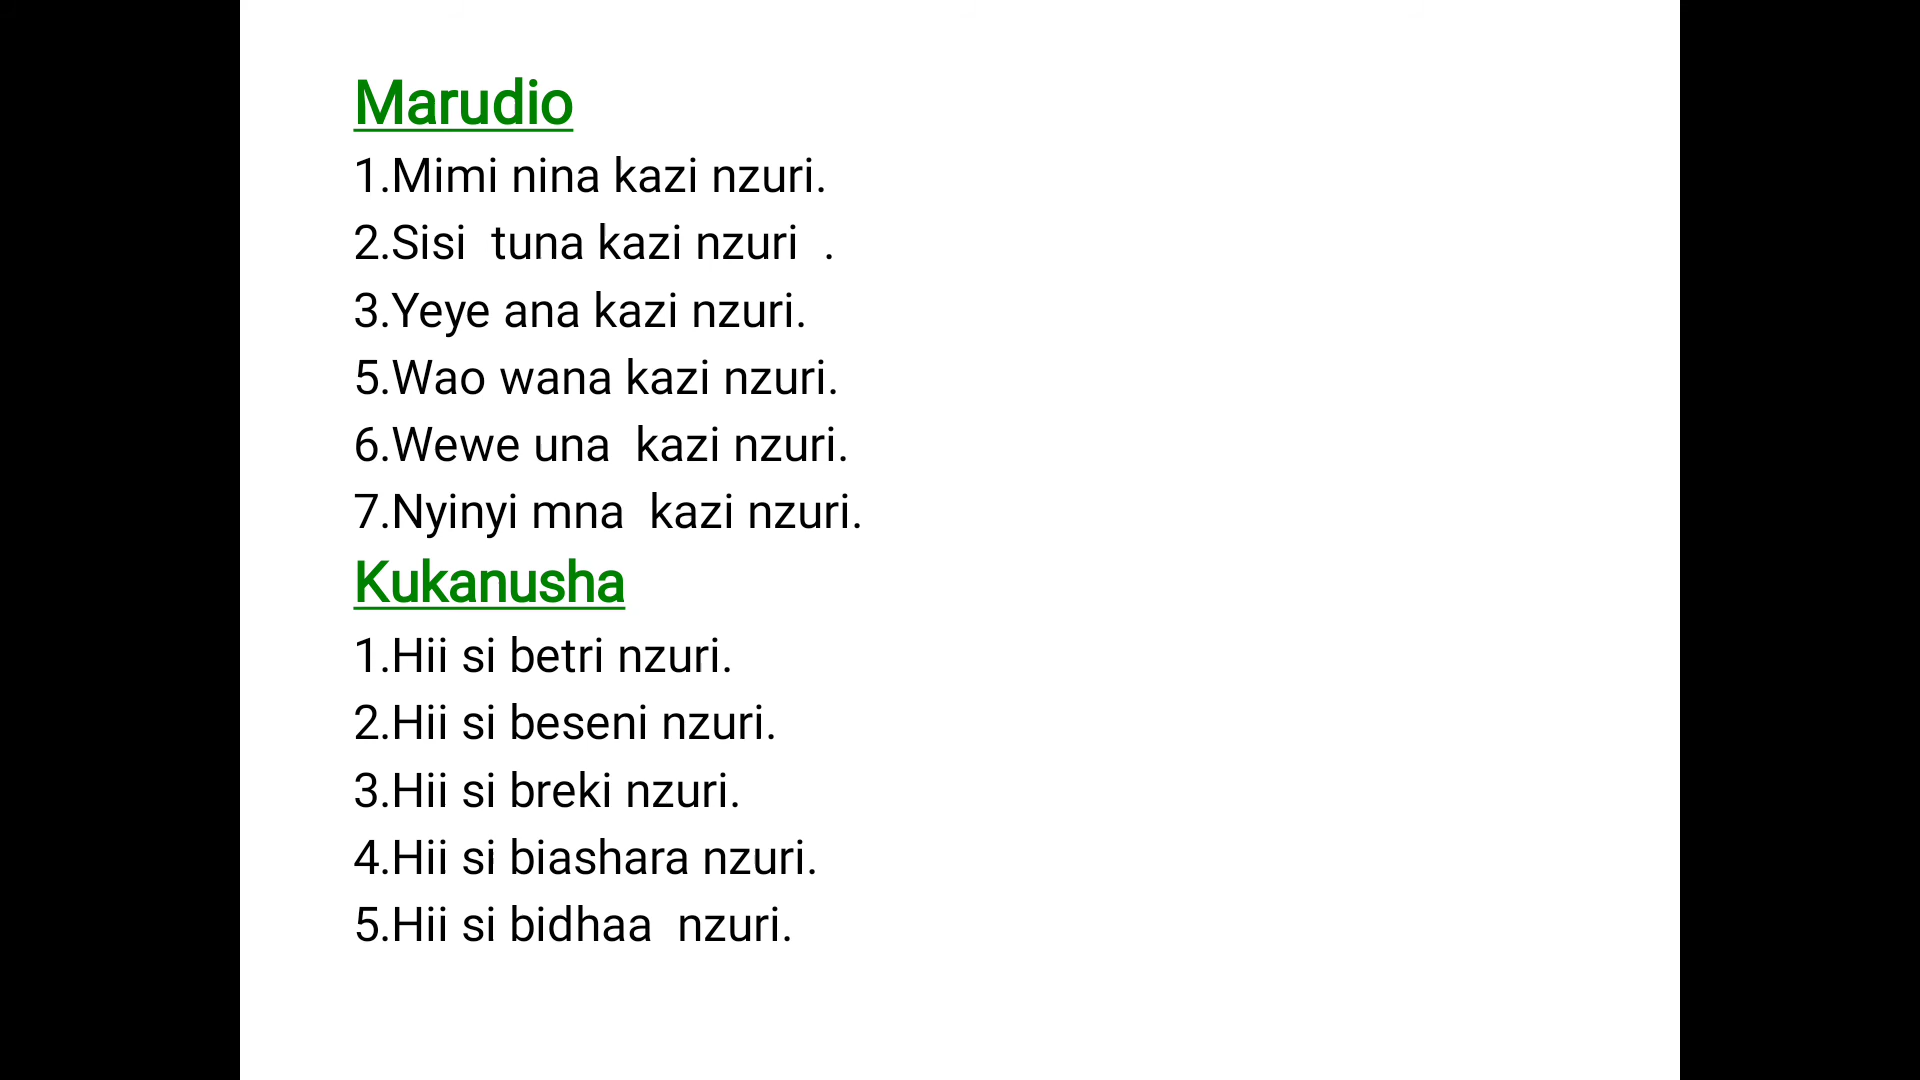 Marudio
1.Mimi nina kazi nzuri.
2.Sisi  tuna kazi nzuri  .
3.Yeye ana kazi nzuri.
5.Wao wana kazi nzuri.
6.Wewe una  kazi nzuri.
7.Nyinyi mna  kazi nzuri.
Kukanusha
1.Hii si betri nzuri.
2.Hii si beseni nzuri.
3.Hii si breki nzuri.
4.Hii si biashara nzuri.
5.Hii si bidhaa  nzuri.